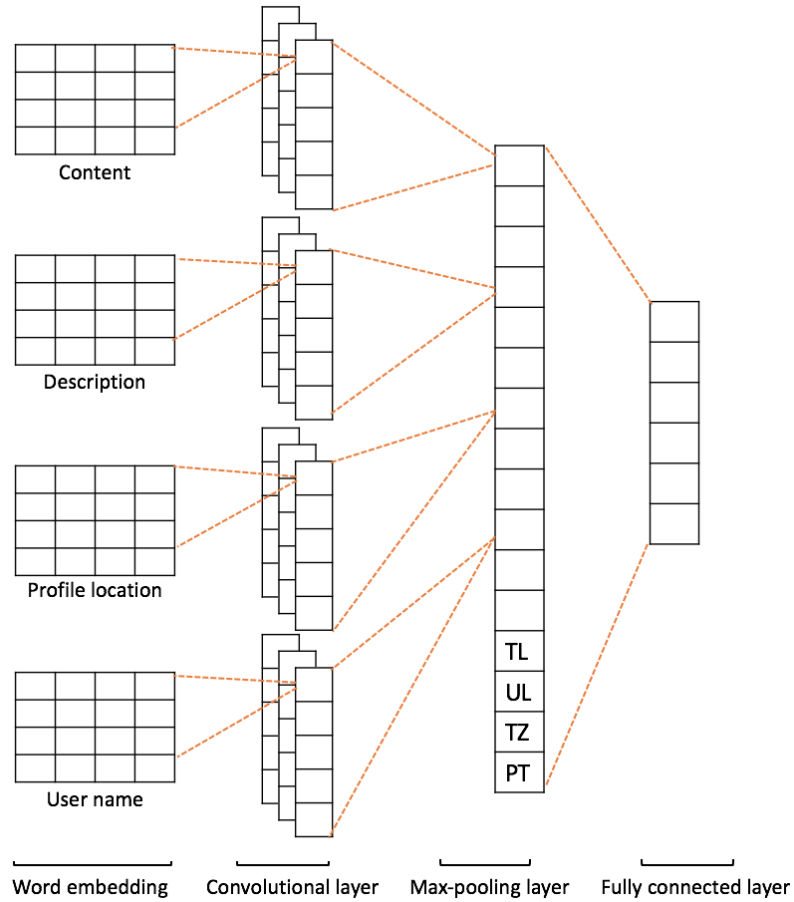 Content
Description
Profile location
User name
TL
UL
TZ
PT
Word embedding
Convolutional layer
Max-pooling layer
Fully connected layer